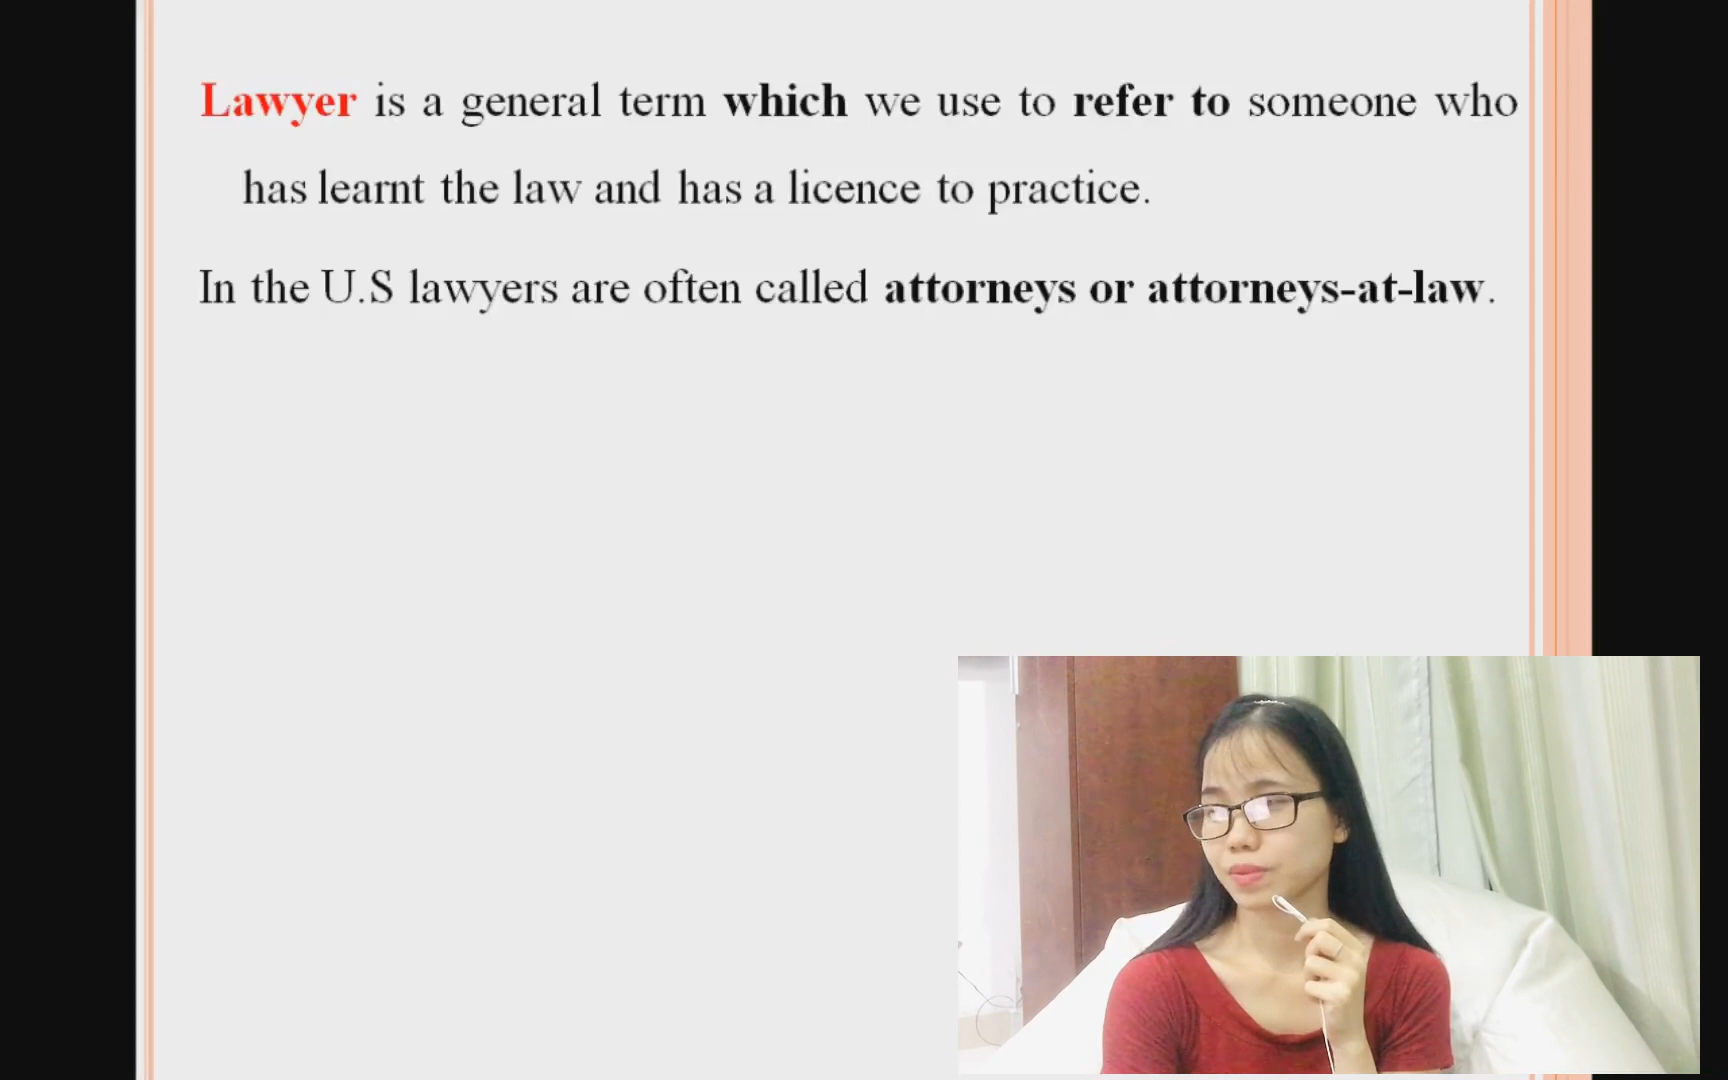 Lawyer is a general term which we use to refer to someone who
has learnt the law and has a licence to practice.
In the U.S lawyers are often called attorneys or attorneys-at-law.